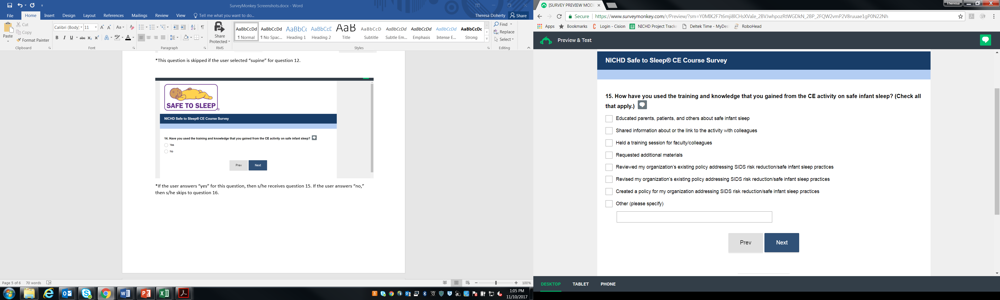 SurveyMonkey Screenshots.docx - Word
File Home Insert Design Layout References Mailings Review View Tell me what you want to do... Theresa Doherty Share
Paste
Cut
Copy
Format Painter
Clipboard
Calibri (Body) 11
Font
Paragraph
Share
Protected
RMS
AaBbCcDd AaBbCcDd AaBbCc AaBbCcD AaB AaBbCcD AaBbCcDd AaBbCcDd AaBbCcDd AaBbCcDc
¶ Normal ¶ No Spac... Heading 1 Heading 2 Title Subtitle Subtle Em... Emphasis Intense E... Strong
Styles
Find
Replace
Select
Editing
*This question is skipped if the user selected “supine” for question 12.
SAFE TO SLEEP®
NICHD Safe to Sleep® CE Course Survey
14. Have you used the training and knowledge that you gained from the CE activity on safe infant sleep?
Yes
No
Prev Next
*If the user answers “yes” for this question, then s/he receives question 15. If the user answers “no,”
then s/he skips to question 16.
Page 5 of 6 70 words
100%
1:05 PM
11/10/2017
[SURVEY PREVIEW MODE
Theresa
Secure
Apps Bookmarks Login - Cision NICHD Project Tracke Deltek Time - MyDesk RoboHead
Preview & Test
NICHD Safe to Sleep® CE Course Survey
15. How have you used the training and knowledge that you gained from the CE activity on safe infant sleep? (Check all
that apply.)
Educated parents, patients, and others about safe infant sleep
Shared information about or the link to the activity with colleagues
Held a training session for faculty/colleagues
Requested additional materials
Reviewed my organization’s existing policy addressing SIDS risk reduction/safe infant sleep practices
Revised my organization’s existing policy addressing SIDS risk reduction/safe infant sleep practices
Created a policy for my organization addressing SIDS risk reduction/safe infant sleep practices
Other (please specify)
Prev Next
DESKTOP TABLET PHONE